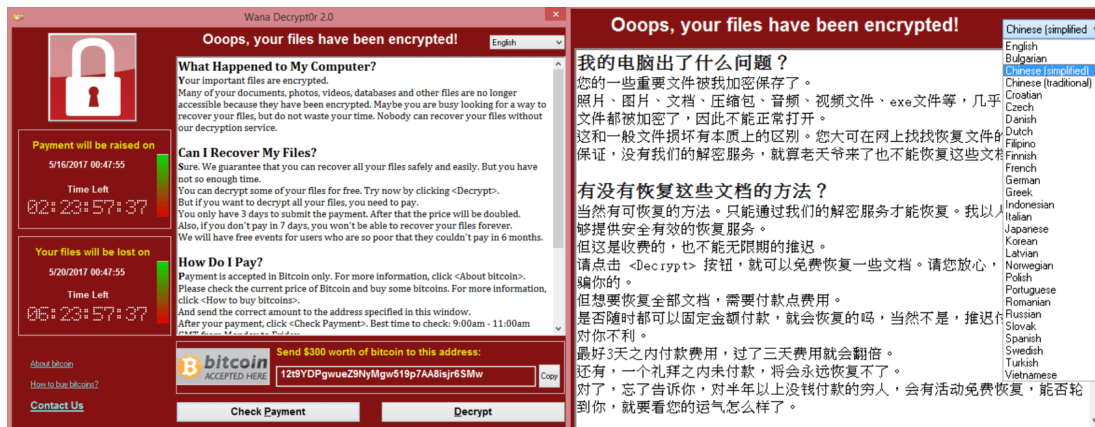 Wana Decrypt0r 2.0
Ooops, your files have been encrypted!
English
What Happened to My Computer?
Your important files are encrypted.
Many of your documents, photos, videos, databases and other files are no longer
accessible because they have been encrypted. Maybe you are busy looking for a way to
recover your files, but do not waste your time. Nobody can recover your files without
our decryption service.
Can I Recover My Files?
Sure. We guarantee that you can recover all your files safely and easily. But you have
not so enough time.
You can decrypt some of your files for free. Try now by clicking <Decrypt>.
But if you want to decrypt all your files, you need to pay.
You only have 3 days to submit the payment. After that the price will be doubled.
Also, if you don't pay in 7 days, you won't be able to recover your files forever.
We will have free events for users who are so poor that they couldn't pay in 6 months.
How Do I Pay?
Payment is accepted in Bitcoin only. For more information, click <About bitcoin>.
Please check the current price of Bitcoin and buy some bitcoins. For more information,
click <How to buy bitcoins>.
And send the correct amount to the address specified in this window.
After your payment, click <Check Payment>. Best time to check: 9:00am - 11:00am
GMT from Monday to Friday.
Payment will be raised on
5/16/2017 00:47:55
Time Left
02:23:57:37
Your files will be lost on
5/20/2017 00:47:55
Time Left
06:23:57:37
About bitcoin
How to buy bitcoins?
Contact Us
bitcoin
ACCEPTED HERE
Send $300 worth of bitcoin to this address:
12t9YDPgwueZ9NyMgw519p7AA8isjr6SMw
Copy
Check Payment
Decrypt
Ooops, your files have been encrypted!
Chinese (simplified
我的电脑出了什么问题？
您的一些重要文件被我加密保存了。
照片、图片、文档、压缩包、音频、视频文件、exe文件等，几乎
文件都被加密了，因此不能正常打开。
这和一般文件损坏有本质上的区别。您大可在网上找找恢复文件的
保证，没有我们的解密服务，就算老天爷来了也不能恢复这些文档
有没有恢复这些文档的方法？
当然有可恢复的方法。只能通过我们的解密服务才能恢复。我以人
够提供安全有效的恢复服务。
但这是收费的，也不能无限期的推迟。
请点击 <Decrypt> 按钮，就可以免费恢复一些文档。请您放心，
骗你的。
但想要恢复全部文档，需要付款点费用。
是否随时都可以固定金额付款，就会恢复的吗，当然不是，推迟付
对你不利。
最好3天之内付款费用，过了三天费用就会翻倍。
还有，一个礼拜之内未付款，将会永远恢复不了。
对了，忘了告诉你，对半年以上没钱付款的穷人，会有活动免费恢复，能否轮
到你，就要看您的运气怎么样了。
English
Bulgarian
Chinese (simplified)
Chinese (traditional)
Croatian
Czech
Danish
Dutch
Filipino
Finnish
French
German
Greek
Indonesian
Italian
Japanese
Korean
Latvian
Norwegian
Polish
Portuguese
Romanian
Russian
Slovak
Spanish
Swedish
Turkish
Vietnamese